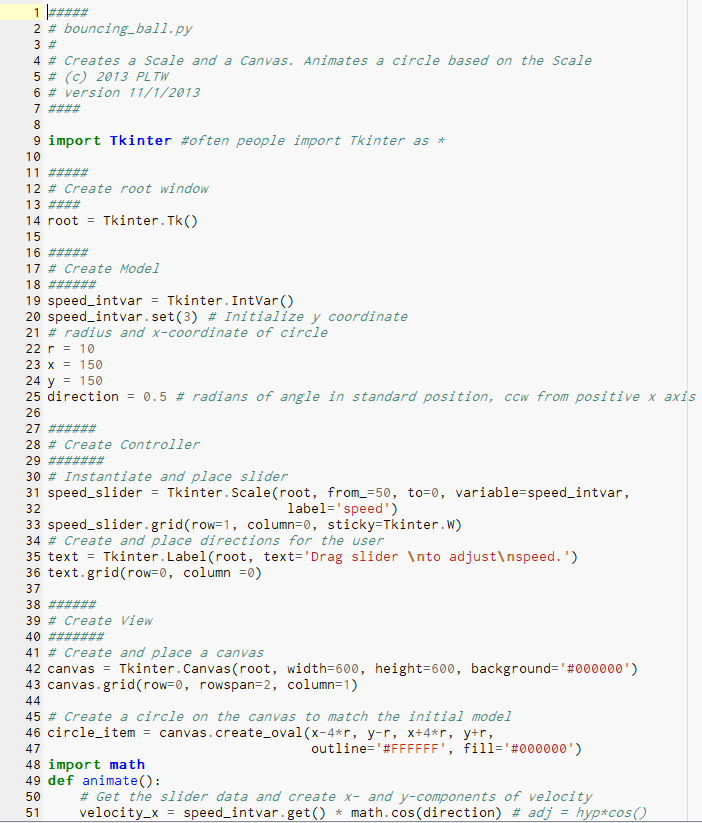 1 #####
2 # bouncing_ball.py
3 #
4 # Creates a Scale and a Canvas. Animates a circle based on the Scale
5 # (c) 2013 PLTW
6 # version 11/1/2013
7 ####
8
9 import Tkinter #often people import Tkinter as *
10
11 #####
12 # Create root window
13 ####
14 root = Tkinter.Tk()
15
16 #####
17 # Create Model
18 ######
19 speed_intvar = Tkinter.IntVar()
20 speed_intvar.set(3) # Initialize y coordinate
21 # radius and x-coordinate of circle
22 r = 10
23 x = 150
24 y = 150
25 direction = 0.5 # radians of angle in standard position, ccw from positive x axis
26
27 ######
28 # Create Controller
29 #######
30 # Instantiate and place slider
31 speed_slider = Tkinter.Scale(root, from_=50, to=0, variable=speed_intvar,
32                               label='speed')
33 speed_slider.grid(row=1, column=0, sticky=Tkinter.W)
34 # Create and place directions for the user
35 text = Tkinter.Label(root, text='Drag slider \nto adjust\nspeed.')
36 text.grid(row=0, column =0)
37
38 ######
39 # Create View
40 #######
41 # Create and place a canvas
42 canvas = Tkinter.Canvas(root, width=600, height=600, background='#000000')
43 canvas.grid(row=0, rowspan=2, column=1)
44
45 # Create a circle on the canvas to match the initial model
46 circle_item = canvas.create_oval(x-4*r, y-r, x+4*r, y+r,
47                                  outline='#FFFFFF', fill='#000000')
48 import math
49 def animate():
50     # Get the slider data and create x- and y-components of velocity
51     velocity_x = speed_intvar.get() * math.cos(direction) # adj = hyp*cos()